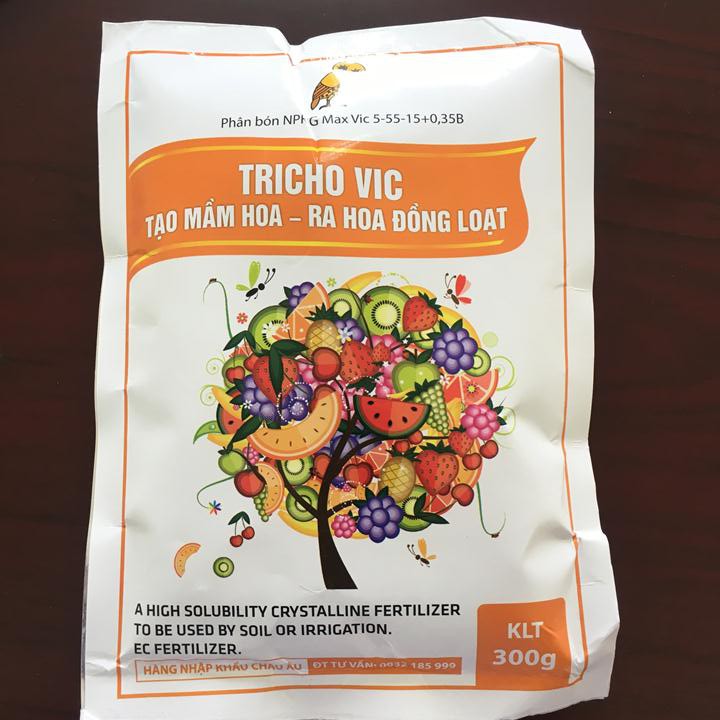 Phân bón NPK G Max Vic 5-55-15+0,35B
TRICHO VIC
TẠO MẦM HOA – RA HOA ĐỒNG LOẠT
A HIGH SOLUBILITY CRYSTALLINE FERTILIZER
TO BE USED BY SOIL OR IRRIGATION.
EC FERTILIZER.
HÀNG NHẬP KHẨU CHÂU ÂU ĐT TƯ VẤN: 0932 185 999
KLT
300g